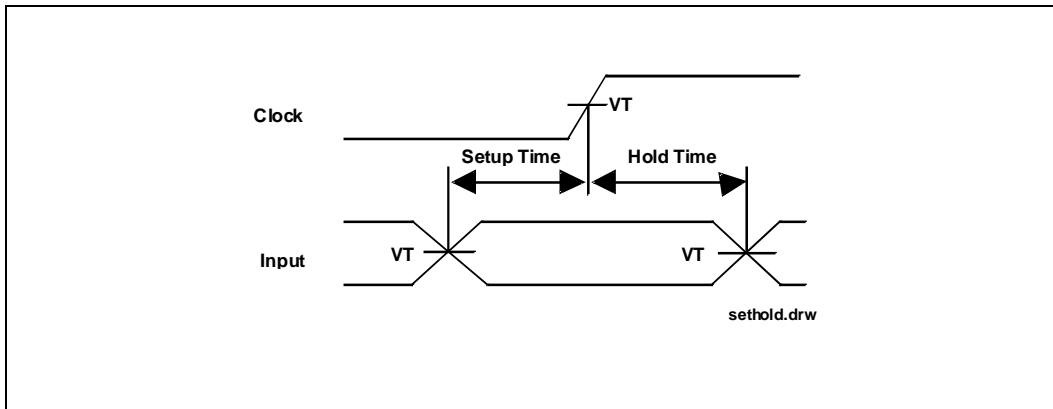 VT
Clock
Setup Time Hold Time
VT VT
Input
sethold.drw